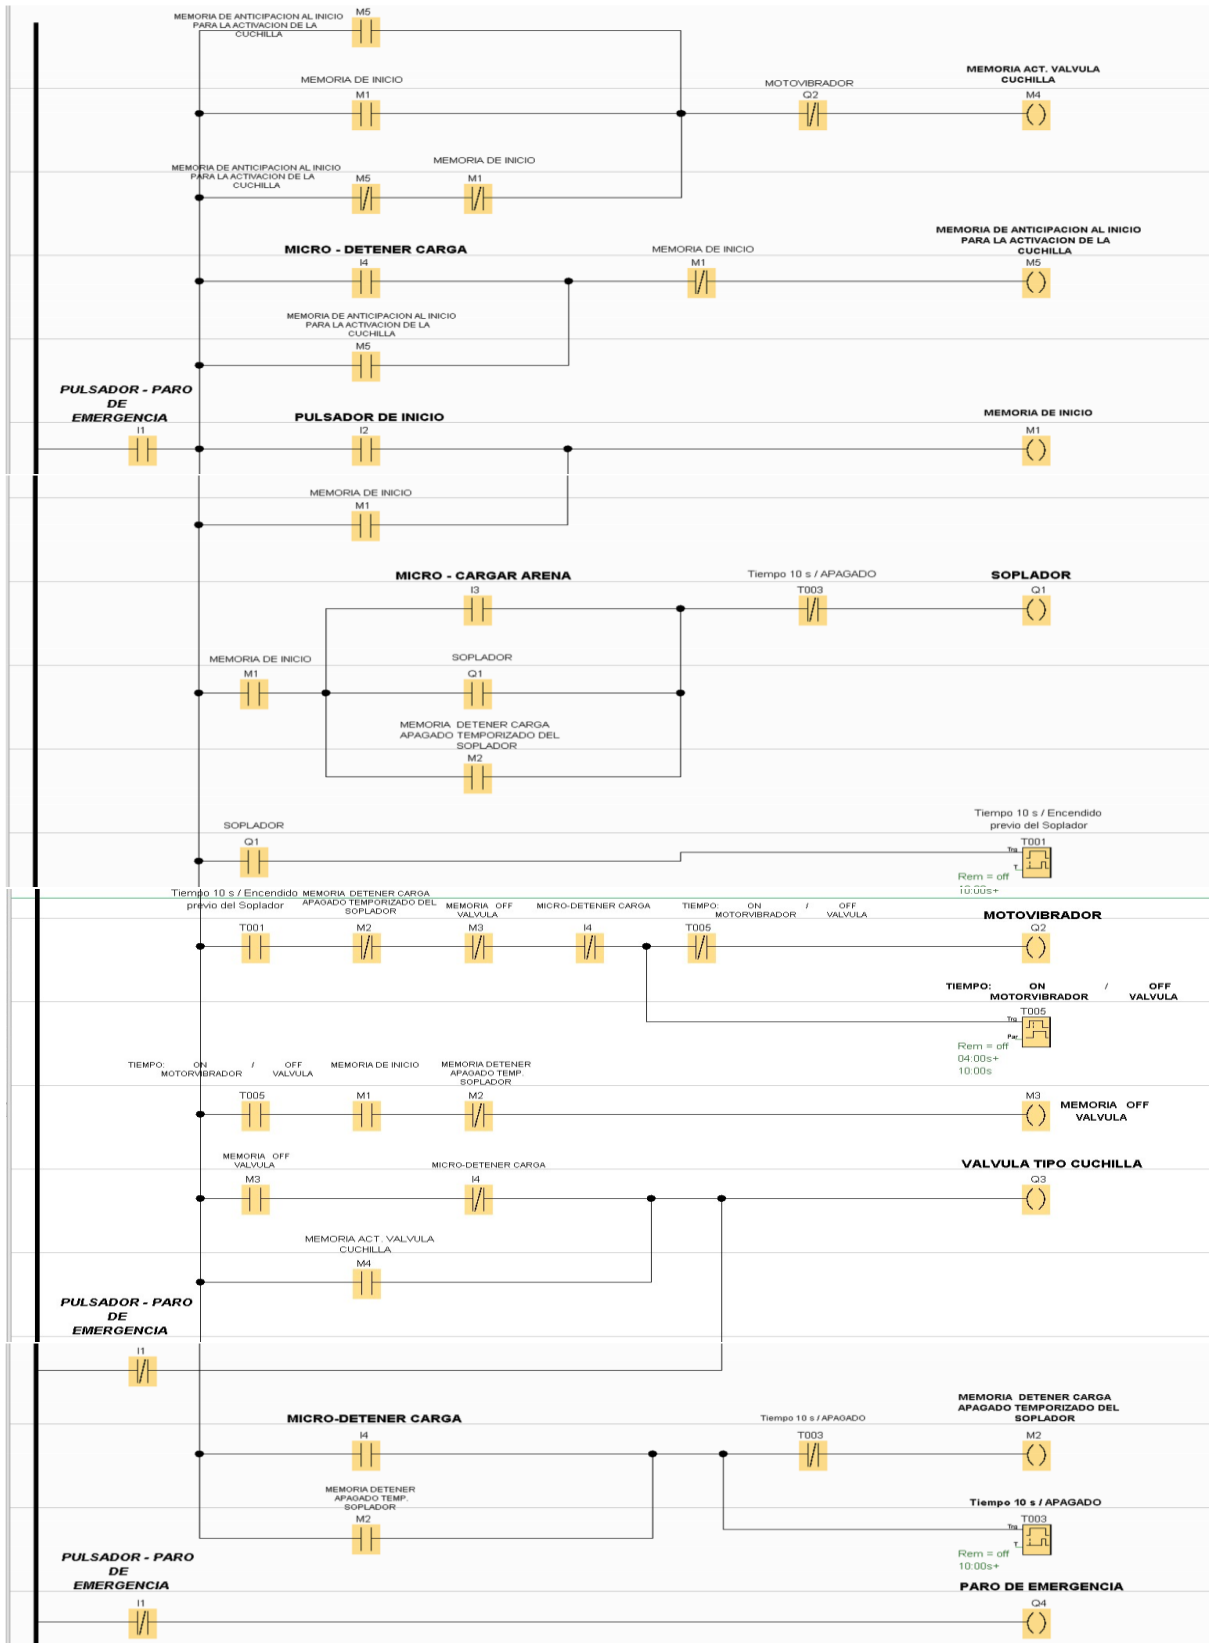 MEMORIA DE ANTICIPACION AL INICIO
PARA LA ACTIVACION DE LA
CUCHILLA
M5
MEMORIA DE INICIO
M1
MOTOVIBRADOR
Q2
MEMORIA ACT. VALVULA
CUCHILLA
M4
MEMORIA DE ANTICIPACION AL INICIO
PARA LA ACTIVACION DE LA
CUCHILLA
M5
MEMORIA DE INICIO
M1
MICRO - DETENER CARGA
I4
MEMORIA DE INICIO
M1
MEMORIA DE ANTICIPACION AL INICIO
PARA LA ACTIVACION DE LA
CUCHILLA
M5
MEMORIA DE ANTICIPACION AL INICIO
PARA LA ACTIVACION DE LA
CUCHILLA
M5
PULSADOR - PARO
DE
EMERGENCIA
I1
PULSADOR DE INICIO
I2
MEMORIA DE INICIO
M1
MEMORIA DE INICIO
M1
MICRO - CARGAR ARENA
I3
Tiempo 10 s / APAGADO
T003
SOPLADOR
Q1
MEMORIA DE INICIO
M1
SOPLADOR
Q1
MEMORIA DETENER CARGA
APAGADO TEMPORIZADO DEL
SOPLADOR
M2
SOPLADOR
Q1
Tiempo 10 s / Encendido
previo del Soplador
T001
Trg
T
Rem = off
10:00s+
Tiempo 10 s / Encendido
previo del Soplador
T001
MEMORIA DETENER CARGA
APAGADO TEMPORIZADO DEL
SOPLADOR
M2
MEMORIA OFF
VALVULA
M3
MICRO-DETENER CARGA
I4
TIEMPO: ON / OFF
MOTORVIBRADOR VALVULA
T005
MOTOVIBRADOR
Q2
TIEMPO: ON / OFF
MOTORVIBRADOR VALVULA
T005
Trg
Par
Rem = off
04:00s+
10:00s
TIEMPO: ON / OFF
MOTORVIBRADOR VALVULA
T005
MEMORIA DE INICIO
M1
MEMORIA DETENER
APAGADO TEMP.
SOPLADOR
M2
M3
MEMORIA OFF
VALVULA
MEMORIA OFF
VALVULA
M3
MICRO-DETENER CARGA
I4
VALVULA TIPO CUCHILLA
Q3
MEMORIA ACT. VALVULA
CUCHILLA
M4
PULSADOR - PARO
DE
EMERGENCIA
I1
MICRO-DETENER CARGA
I4
Tiempo 10 s / APAGADO
T003
MEMORIA DETENER CARGA
APAGADO TEMPORIZADO DEL
SOPLADOR
M2
MEMORIA DETENER
APAGADO TEMP.
SOPLADOR
M2
Tiempo 10 s / APAGADO
T003
Trg
T
Rem = off
10:00s+
PULSADOR - PARO
DE
EMERGENCIA
I1
PARO DE EMERGENCIA
Q4